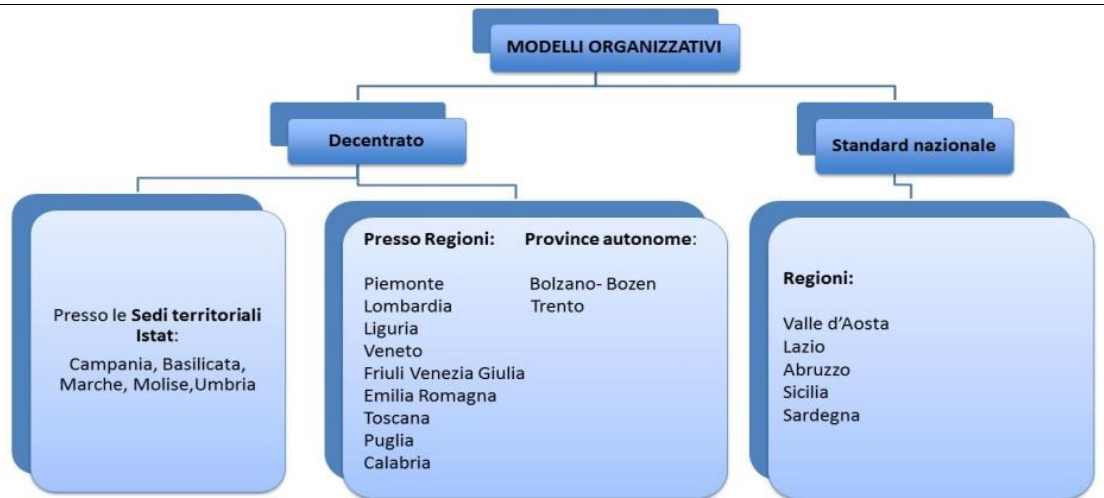 MODELLI ORGANIZZATIVI
Decentrato
Standard nazionale
Presso le Sedi territoriali
Istat:
Campania, Basilicata,
Marche, Molise,Umbria
Presso Regioni:
Piemonte
Lombardia
Liguria
Veneto
Friuli Venezia Giulia
Emilia Romagna
Toscana
Puglia
Calabria
Province autonome:
Bolzano- Bozen
Trento
Regioni:
Valle d’Aosta
Lazio
Abruzzo
Sicilia
Sardegna